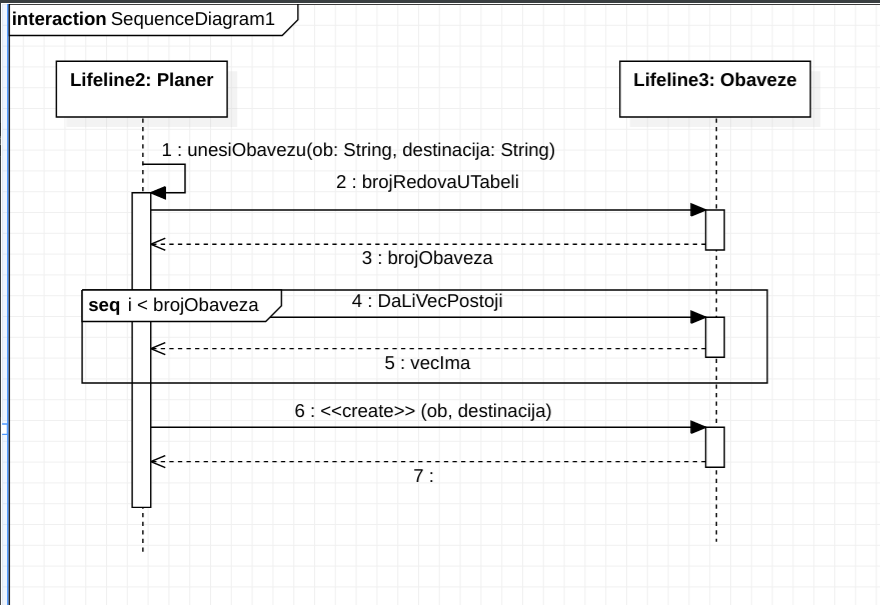 interaction SequenceDiagram1
Lifeline2: Planer
Lifeline3: Obaveze
1 : unesiObavezu(ob: String, destinacija: String)
2 : brojRedovaUTabeli
3 : brojObaveza
seq i < brojObaveza
4 : DaLiVecPostoji
5 : vecIma
6 : <<create>> (ob, destinacija)
7 :